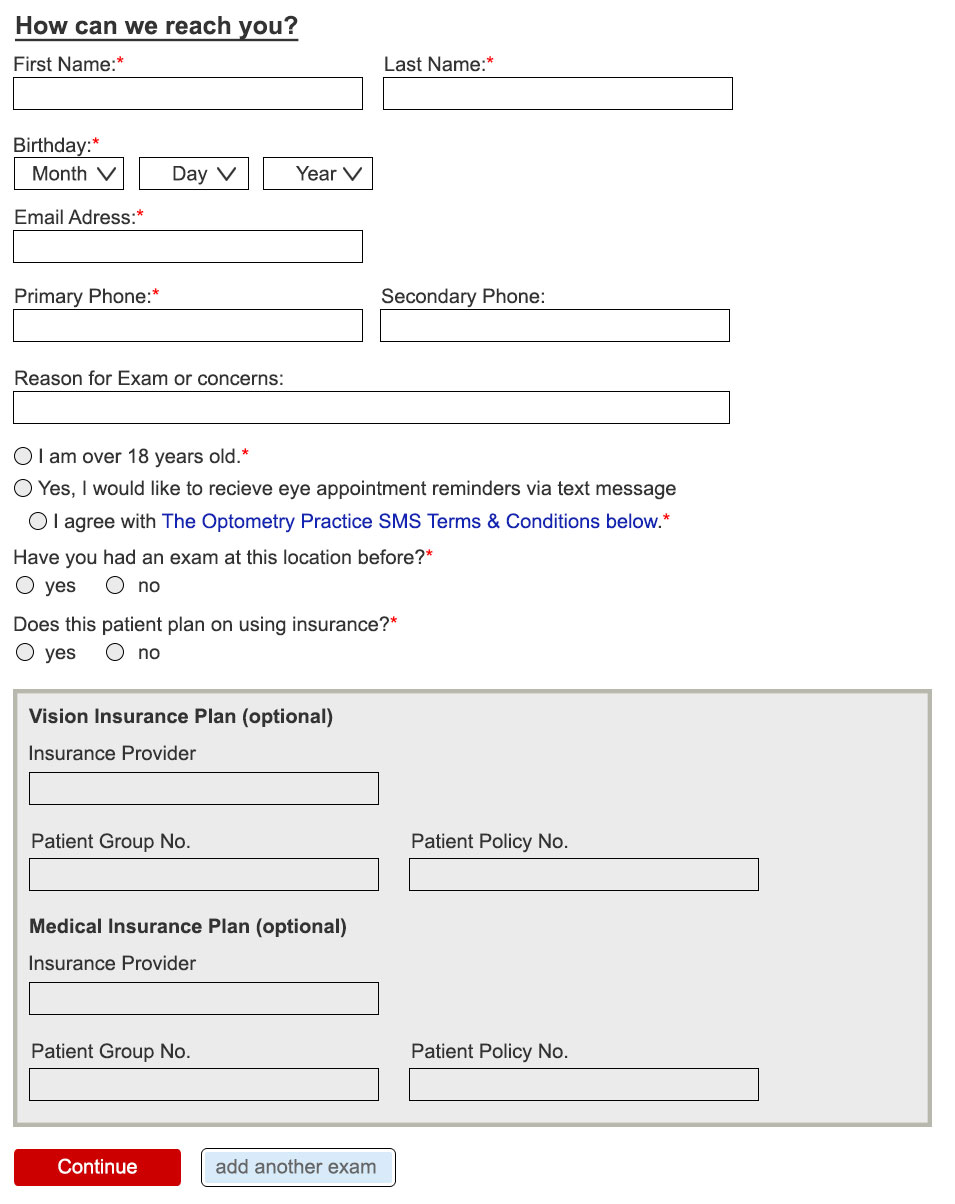 How can we reach you?
First Name:* Last Name:*
Birthday:*
Month Day Year
Email Adress:*
Primary Phone:* Secondary Phone:
Reason for Exam or concerns:
I am over 18 years old.*
Yes, I would like to recieve eye appointment reminders via text message
I agree with The Optometry Practice SMS Terms & Conditions below.*
Have you had an exam at this location before?*
yes no
Does this patient plan on using insurance?*
yes no
Vision Insurance Plan (optional)
Insurance Provider
Patient Group No. Patient Policy No.
Medical Insurance Plan (optional)
Insurance Provider
Patient Group No. Patient Policy No.
Continue add another exam